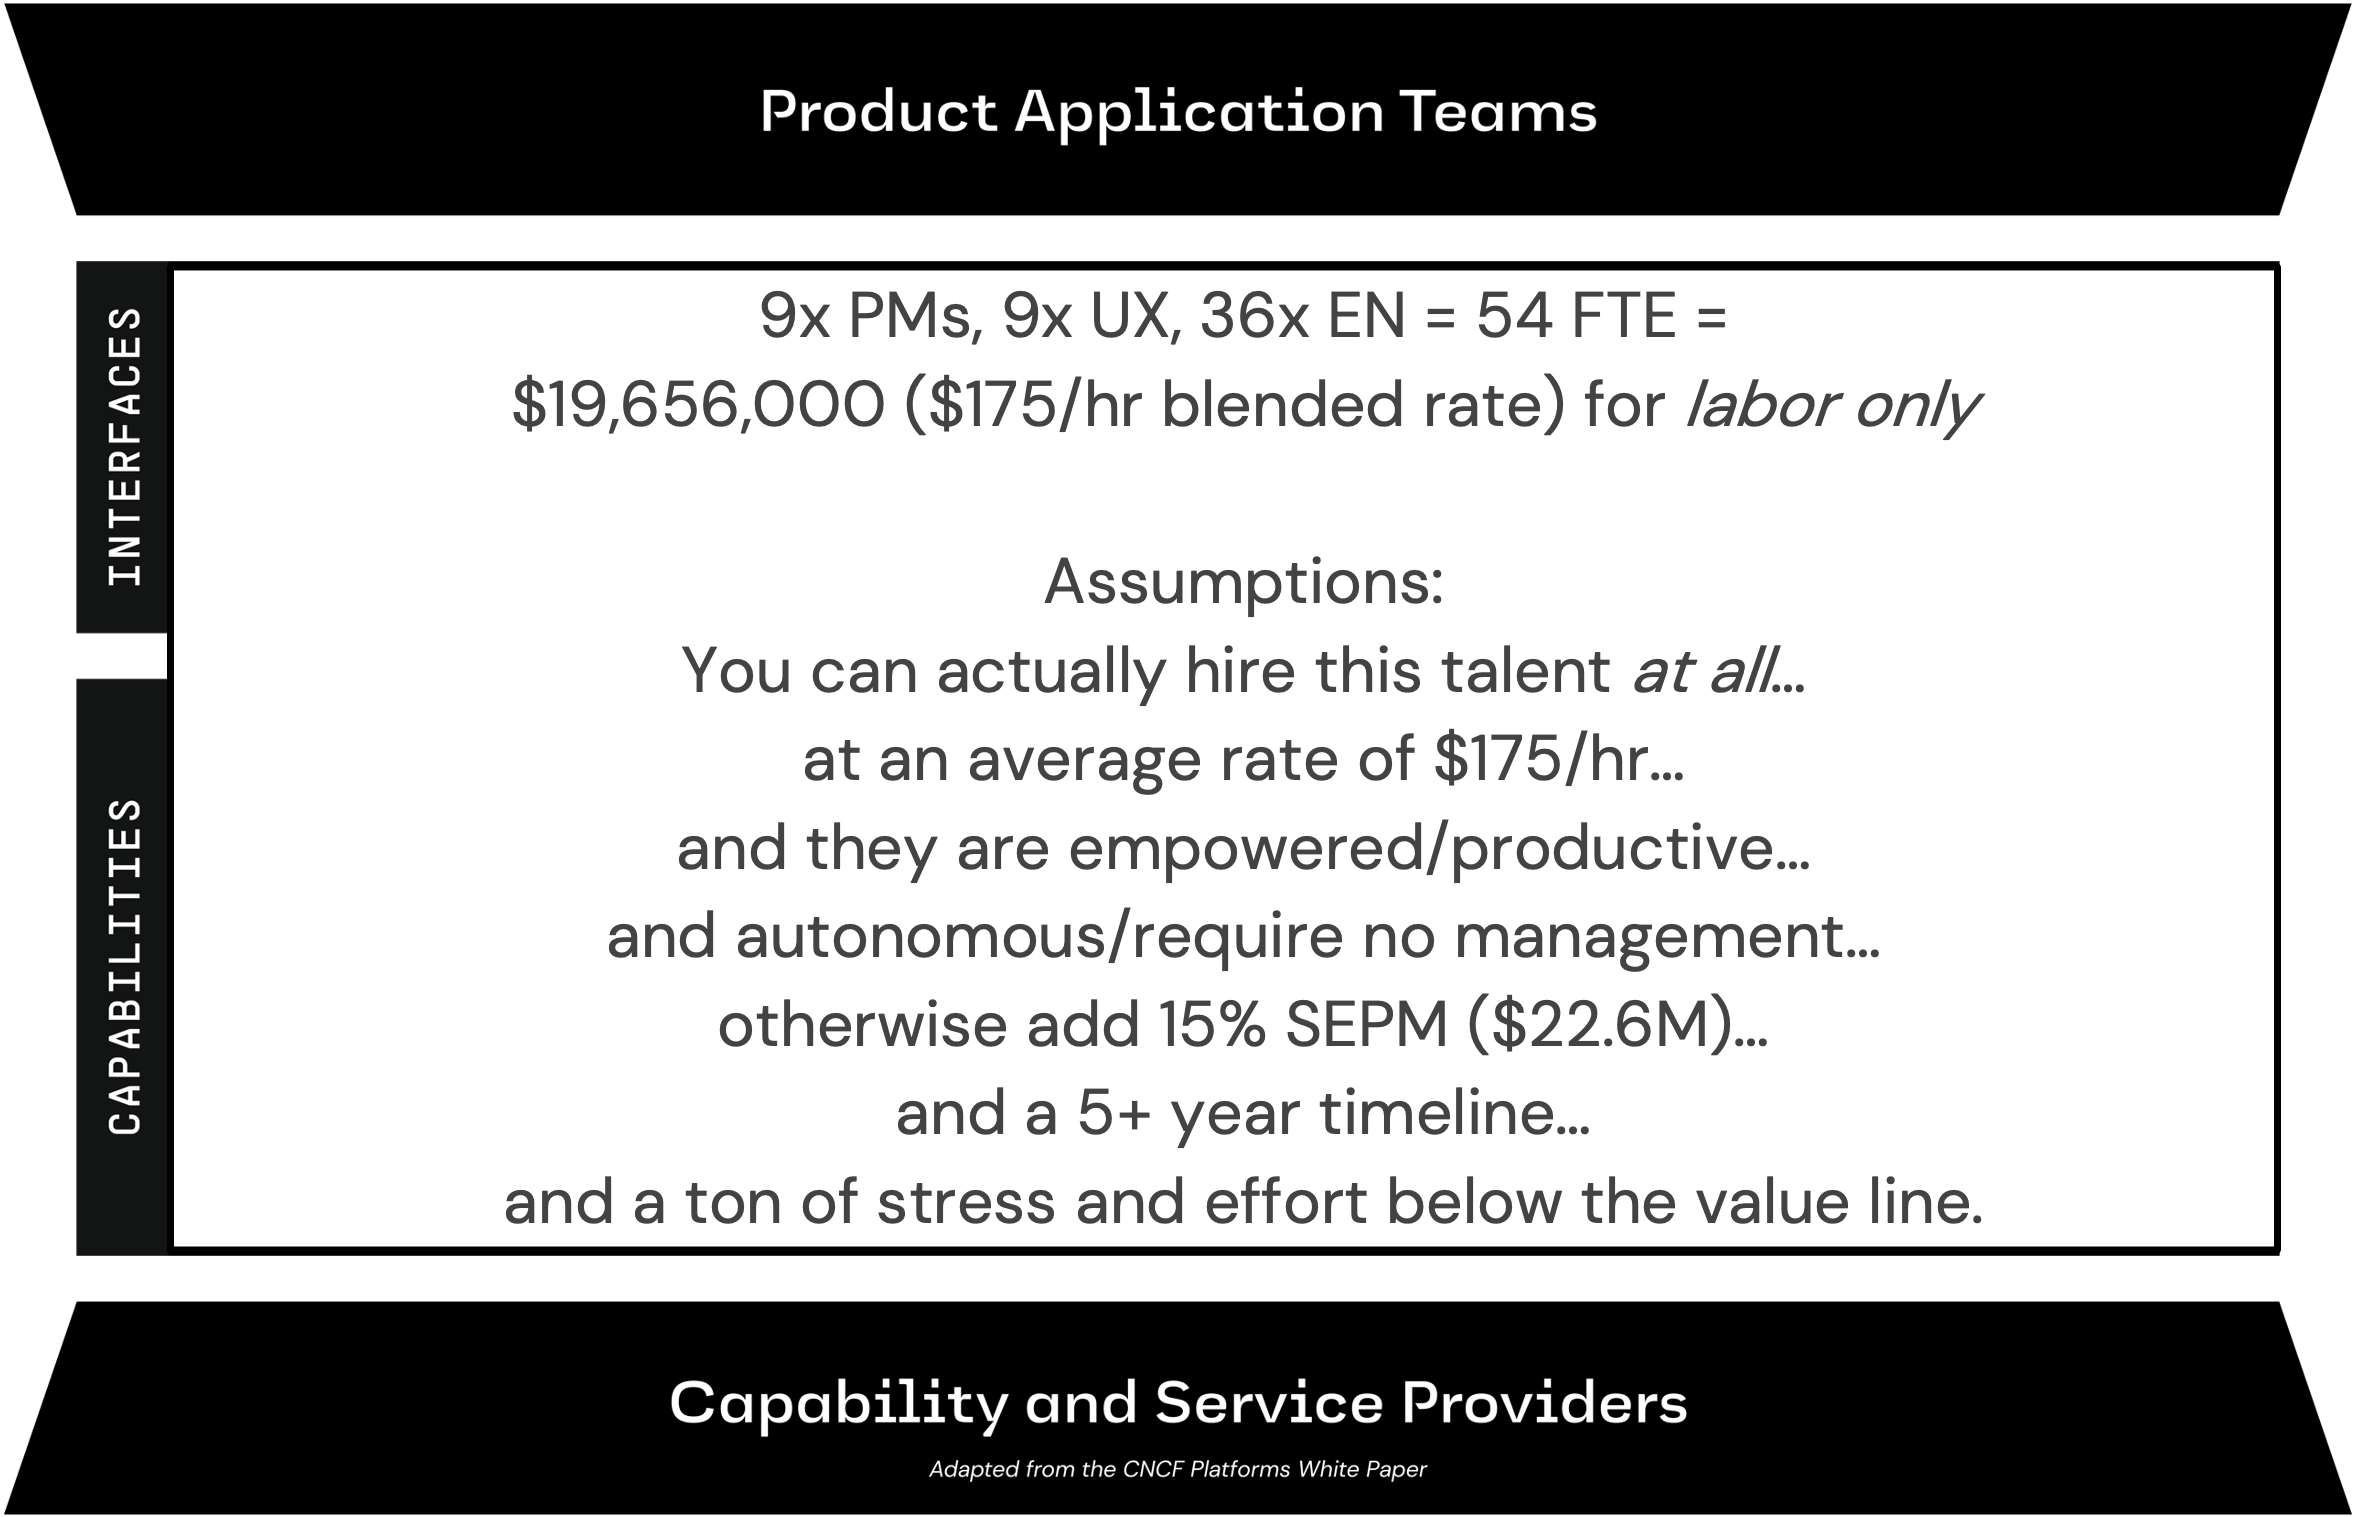 Product Application Teams
INTERFACES
9x PMs, 9x UX, 36x EN = 54 FTE =
$19,656,000 ($175/hr blended rate) for labor only
Assumptions:
You can actually hire this talent at all...
at an average rate of $175/hr...
and they are empowered/productive...
and autonomous/require no management...
otherwise add 15% SEPM ($22.6M)...
and a 5+ year timeline...
and a ton of stress and effort below the value line.
CAPABILITIES
Capability and Service Providers
Adapted from the CNCF Platforms White Paper